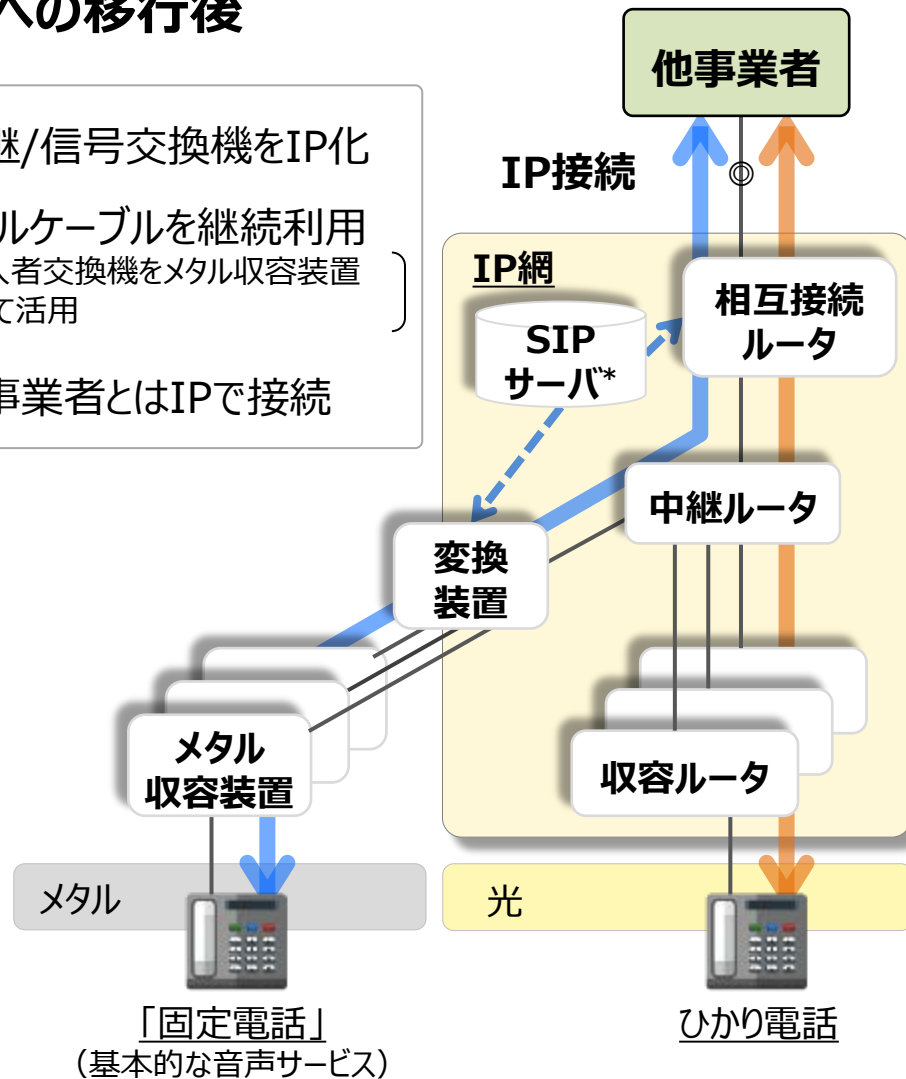 への移行後
他事業者
継/信号交換機をIP化
ルケーブルを継続利用
入者交換機をメタル収容装置
て活用
事業者とはIPで接続
IP接続
◎
IP網
相互接続
ルータ
SIP
サーバ*
中継ルータ
変換
装置
メタル
収容装置
収容ルータ
メタル
光
「固定電話」
（基本的な音声サービス）
ひかり電話